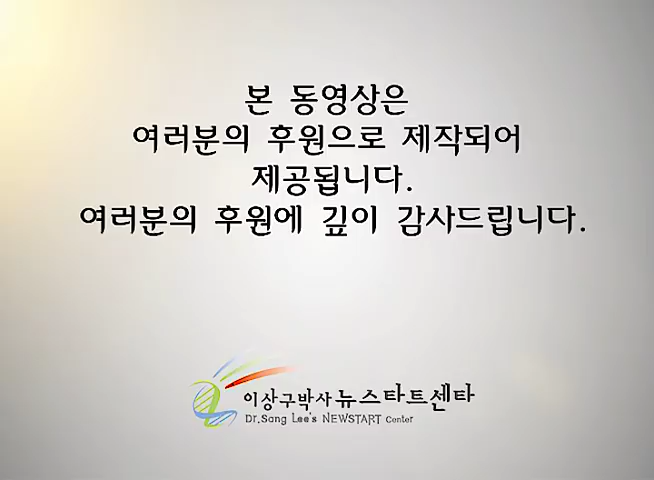 본 동영상은
여러분의 후원으로 제작되어
제공됩니다.
여러분의 후원에 깊이 감사드립니다.
이상구박사 뉴스타트센타
Dr.Sang Lee's NEWSTART Center